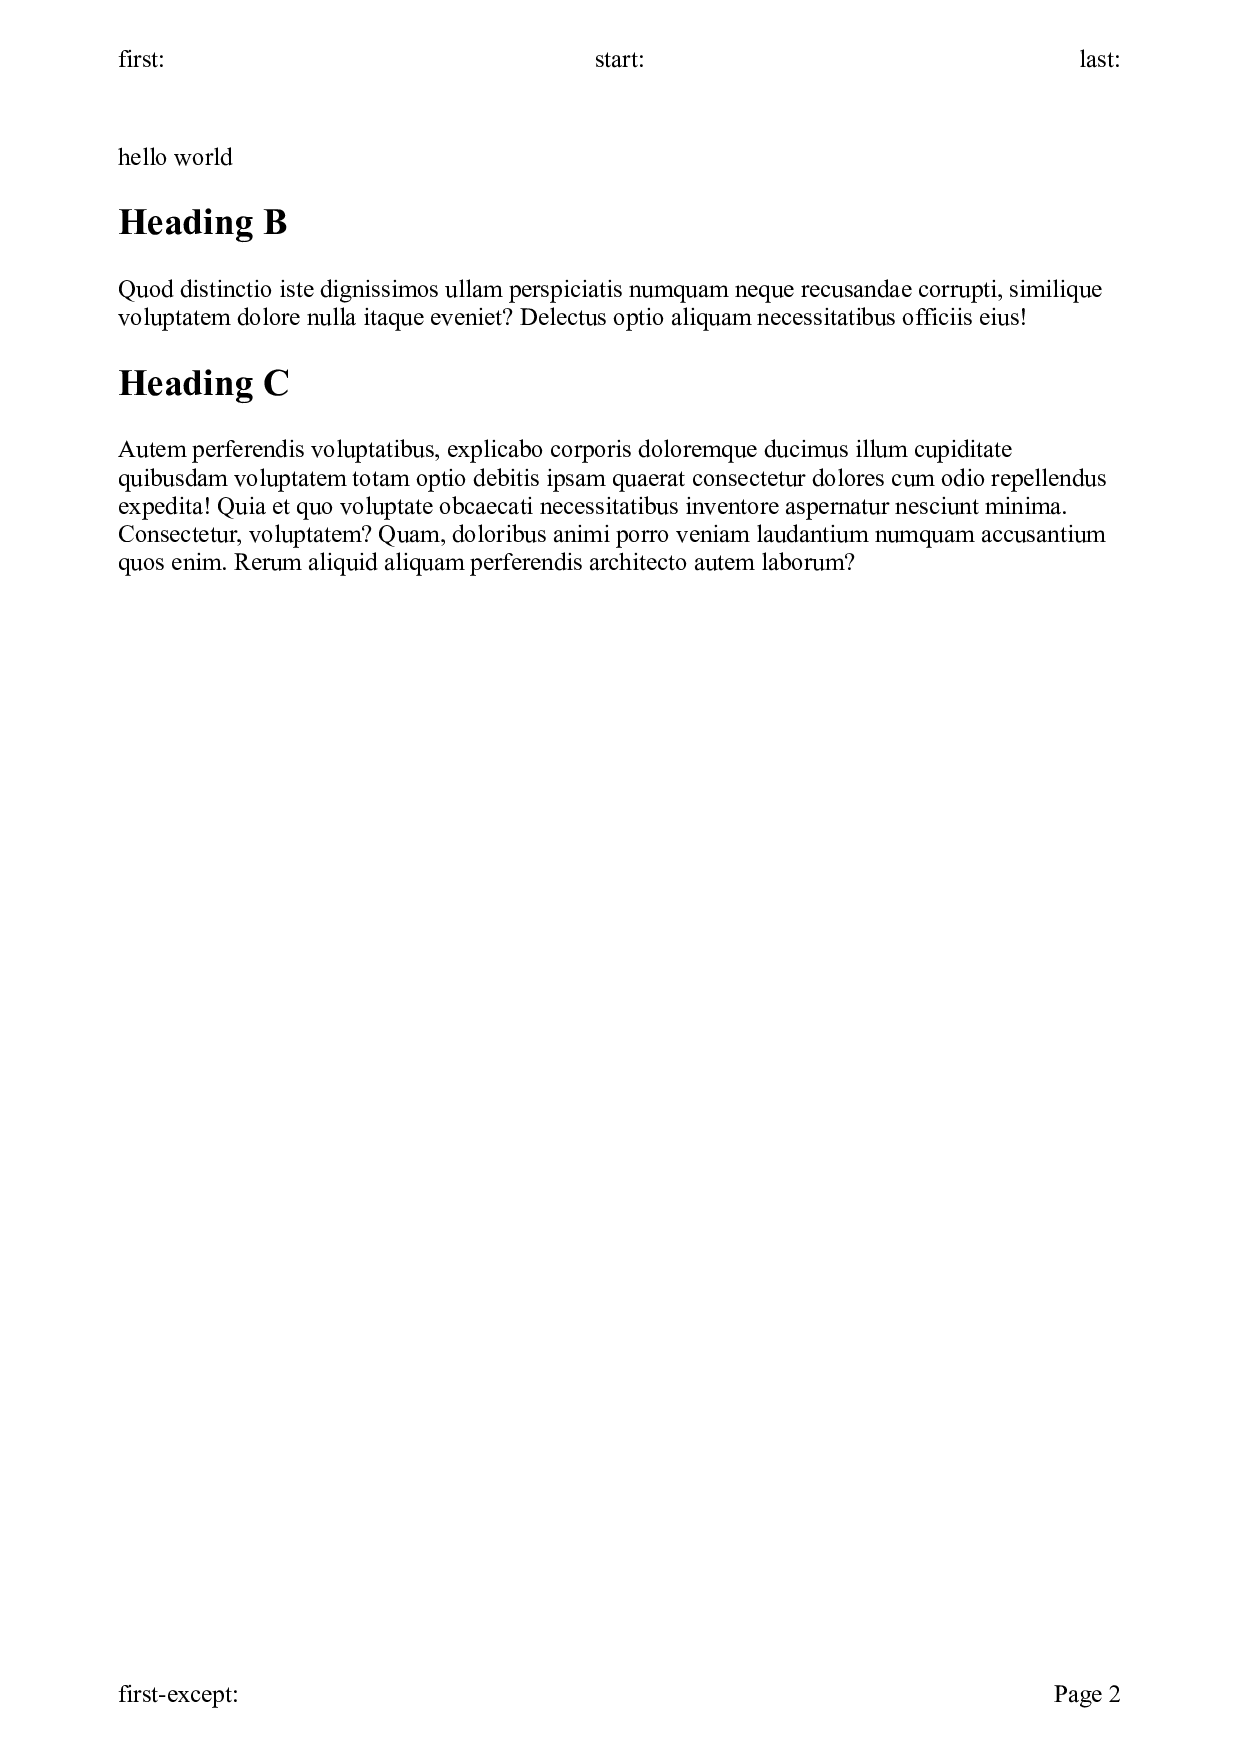 first: start: last:
hello world
Heading B
Quod distinctio iste dignissimos ullam perspiciatis numquam neque recusandae corrupti, similique
voluptatem dolore nulla itaque eveniet? Delectus optio aliquam necessitatibus officiis eius!
Heading C
Autem perferendis voluptatibus, explicabo corporis doloremque ducimus illum cupiditate
quibusdam voluptatem totam optio debitis ipsam quaerat consectetur dolores cum odio repellendus
expedita! Quia et quo voluptate obcaecati necessitatibus inventore aspernatur nesciunt minima.
Consectetur, voluptatem? Quam, doloribus animi porro veniam laudantium numquam accusantium
quos enim. Rerum aliquid aliquam perferendis architecto autem laborum?
first-except: Page 2